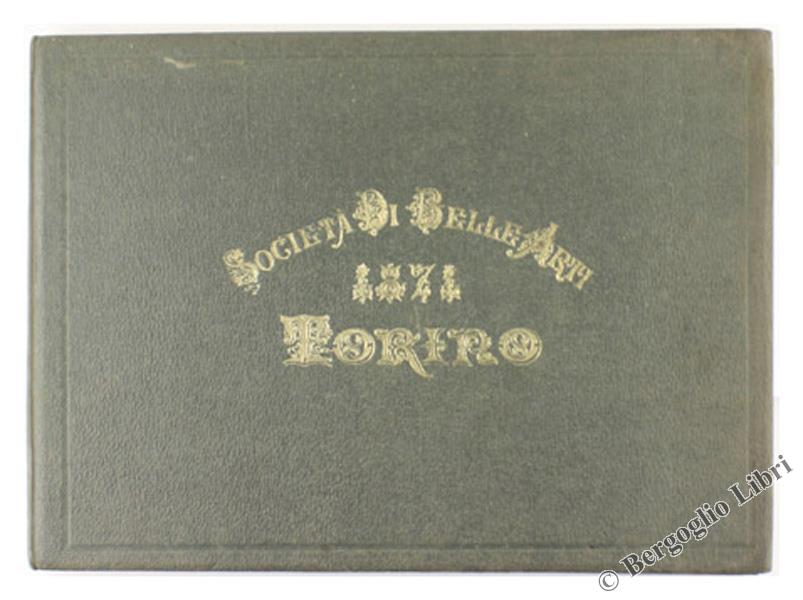 Società Di Belle Arti
1871
Torino
© Bergoglio Libri